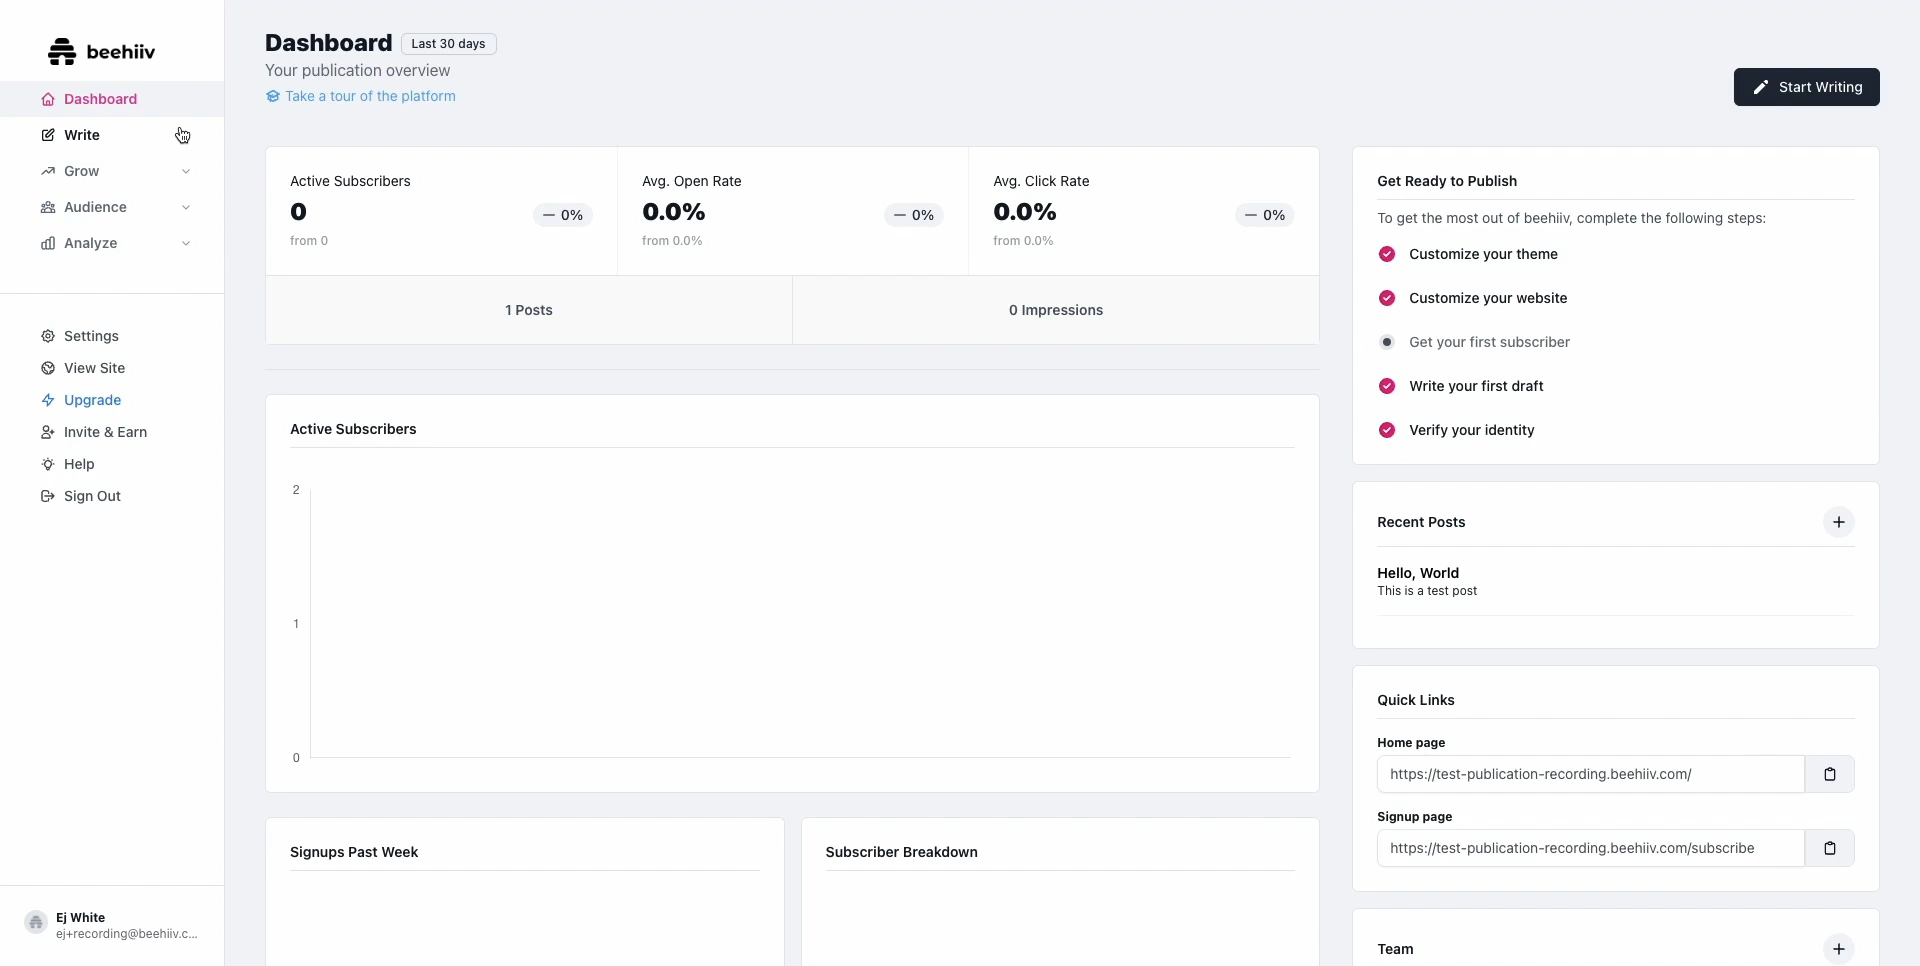 beehiiv
Dashboard
Write
Grow
Audience
Analyze
Settings
View Site
Upgrade
Invite & Earn
Help
Sign Out
Ej White
ej+recording@beehiiv.c...
Dashboard Last 30 days
Your publication overview
Take a tour of the platform
Start Writing
Active Subscribers
0
— 0%
from 0
Avg. Open Rate
0.0%
— 0%
from 0.0%
Avg. Click Rate
0.0%
— 0%
from 0.0%
1 Posts
0 Impressions
Active Subscribers
2
1
0
Signups Past Week
Subscriber Breakdown
Get Ready to Publish
To get the most out of beehiiv, complete the following steps:
Customize your theme
Customize your website
Get your first subscriber
Write your first draft
Verify your identity
Recent Posts
+
Hello, World
This is a test post
Quick Links
Home page
https://test-publication-recording.beehiiv.com/
Signup page
https://test-publication-recording.beehiiv.com/subscribe
Team
+